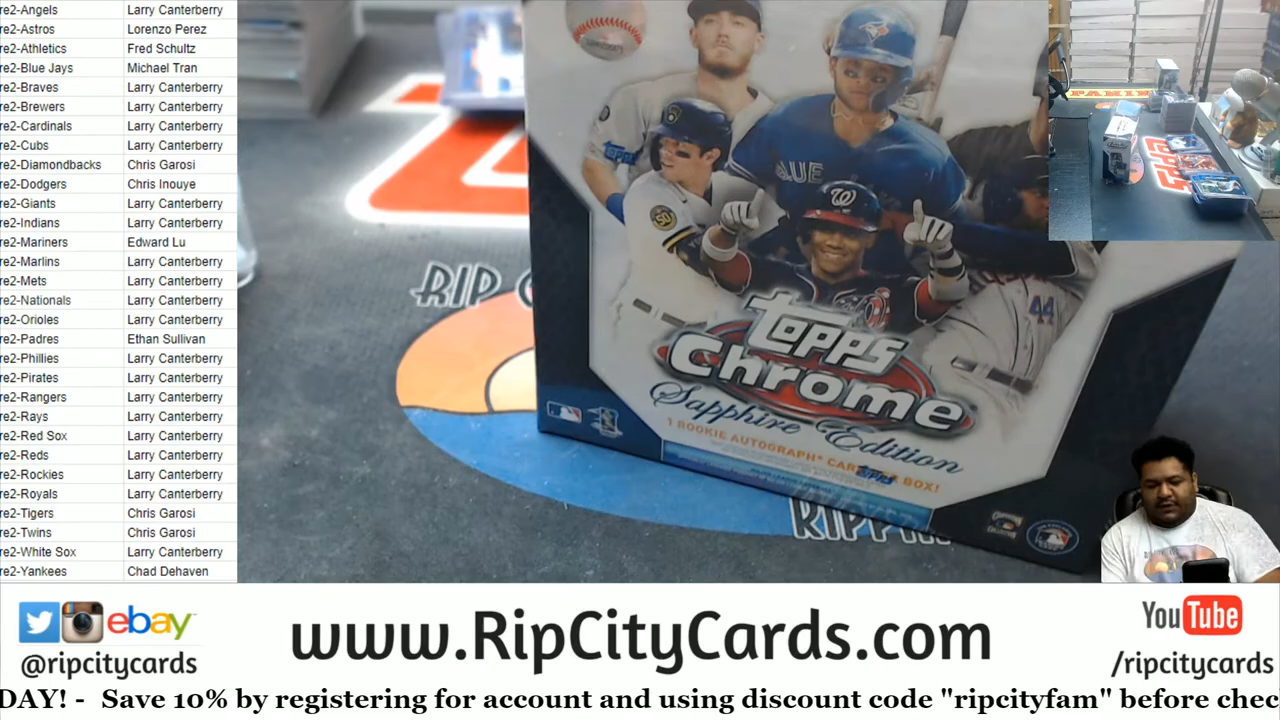 re2-Angels Larry Canterberry
re2-Astros Lorenzo Perez
re2-Athletics Fred Schultz
re2-Blue Jays Michael Tran
re2-Braves Larry Canterberry
re2-Brewers Larry Canterberry
re2-Cardinals Larry Canterberry
re2-Cubs Larry Canterberry
re2-Diamondbacks Chris Garosi
re2-Dodgers Chris Inouye
re2-Giants Larry Canterberry
re2-Indians Larry Canterberry
re2-Mariners Edward Lu
re2-Marlins Larry Canterberry
re2-Mets Larry Canterberry
re2-Nationals Larry Canterberry
re2-Orioles Larry Canterberry
re2-Padres Ethan Sullivan
re2-Phillies Larry Canterberry
re2-Pirates Larry Canterberry
re2-Rangers Larry Canterberry
re2-Rays Larry Canterberry
re2-Red Sox Larry Canterberry
re2-Reds Larry Canterberry
re2-Rockies Larry Canterberry
re2-Royals Larry Canterberry
re2-Tigers Chris Garosi
re2-Twins Chris Garosi
re2-White Sox Larry Canterberry
re2-Yankees Chad Dehaven
RIP
BLUE
50
W
44
PANINI
topps
Chrome
Sapphire Edition
1 ROOKIE AUTOGRAPH* CARD PER BOX!
RIPPIN
ebay
@ripcitycards
www.RipCityCards.com
YouTube
/ripcitycards
DAY! - Save 10% by registering for account and using discount code "ripcityfam" before chec